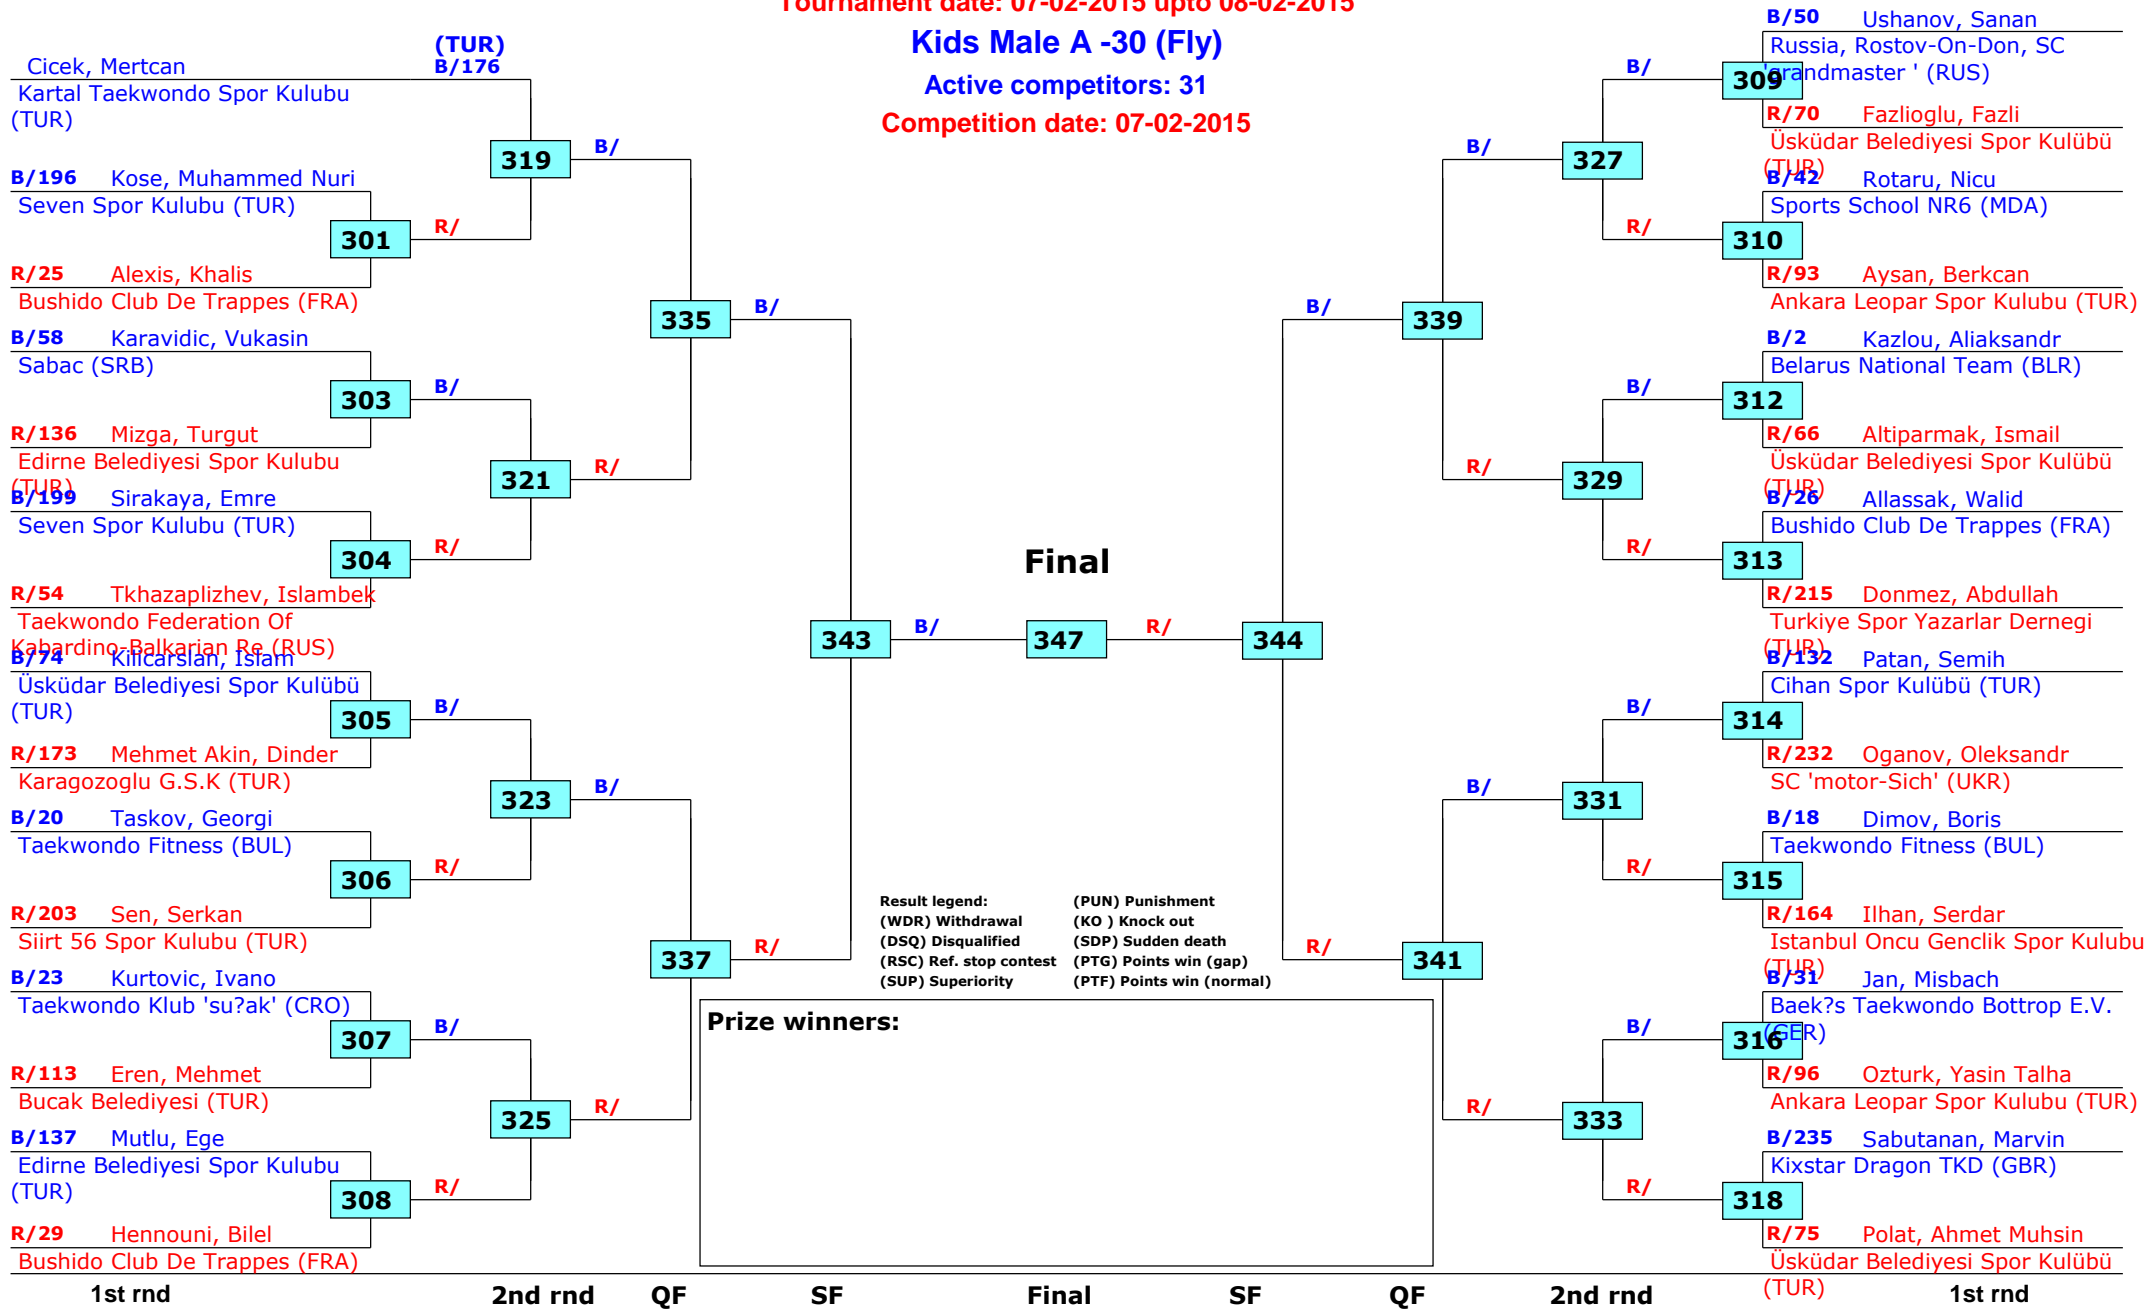 Tournament date: 07-02-2015 upto 08-02-2015
Kids Male A -30 (Fly)
Active competitors: 31
Competition date: 07-02-2015
(TUR)
Cicek, Mertcan B/176
Kartal Taekwondo Spor Kulubu
(TUR)
319 B/
B/196 Kose, Muhammed Nuri
Seven Spor Kulubu (TUR)
301 R/
R/25 Alexis, Khalis
Bushido Club De Trappes (FRA)
335 B/
B/58 Karavidic, Vukasin
Sabac (SRB)
303 B/
R/136 Mizga, Turgut
Edirne Belediyesi Spor Kulubu
(TUR)
321 R/
B/199 Sirakaya, Emre
Seven Spor Kulubu (TUR)
304 R/
R/54 Tkhazaplizhev, Islambek
Taekwondo Federation Of
Kabardino-Balkarian Re (RUS)
B/74 Kilicarslan, Islam
Üsküdar Belediyesi Spor Kulübü
(TUR)
305 B/
R/173 Mehmet Akin, Dinder
Karagozoglu G.S.K (TUR)
323 B/
B/20 Taskov, Georgi
Taekwondo Fitness (BUL)
306 R/
R/203 Sen, Serkan
Siirt 56 Spor Kulubu (TUR)
337 R/
B/23 Kurtovic, Ivano
Taekwondo Klub 'su?ak' (CRO)
307 B/
R/113 Eren, Mehmet
Bucak Belediyesi (TUR)
325 R/
B/137 Mutlu, Ege
Edirne Belediyesi Spor Kulubu
(TUR)
308 R/
R/29 Hennouni, Bilel
Bushido Club De Trappes (FRA)
Final
343 B/ 347 R/ 344
Result legend: (PUN) Punishment
(WDR) Withdrawal (KO ) Knock out
(DSQ) Disqualified (SDP) Sudden death
(RSC) Ref. stop contest (PTG) Points win (gap)
(SUP) Superiority (PTF) Points win (normal)
Prize winners:
B/50 Ushanov, Sanan
Russia, Rostov-On-Don, SC
'grandmaster ' (RUS)
B/ 309
R/70 Fazlioglu, Fazli
Üsküdar Belediyesi Spor Kulübü
(TUR)
B/ 327
B/42 Rotaru, Nicu
Sports School NR6 (MDA)
R/ 310
R/93 Aysan, Berkcan
Ankara Leopar Spor Kulubu (TUR)
B/ 339
B/2 Kazlou, Aliaksandr
Belarus National Team (BLR)
B/ 312
R/66 Altiparmak, Ismail
Üsküdar Belediyesi Spor Kulübü
(TUR)
R/ 329
B/26 Allassak, Walid
Bushido Club De Trappes (FRA)
R/ 313
R/215 Donmez, Abdullah
Turkiye Spor Yazarlar Dernegi
(TUR)
B/132 Patan, Semih
Cihan Spor Kulübü (TUR)
B/ 314
R/232 Oganov, Oleksandr
SC 'motor-Sich' (UKR)
B/ 331
B/18 Dimov, Boris
Taekwondo Fitness (BUL)
R/ 315
R/164 Ilhan, Serdar
Istanbul Oncu Genclik Spor Kulubu
(TUR)
R/ 341
B/31 Jan, Misbach
Baek?s Taekwondo Bottrop E.V.
(GER)
B/ 316
R/96 Ozturk, Yasin Talha
Ankara Leopar Spor Kulubu (TUR)
R/ 333
B/235 Sabutanan, Marvin
Kixstar Dragon TKD (GBR)
R/ 318
R/75 Polat, Ahmet Muhsin
Üsküdar Belediyesi Spor Kulübü
(TUR)
1st rnd 2nd rnd QF SF Final SF QF 2nd rnd 1st rnd